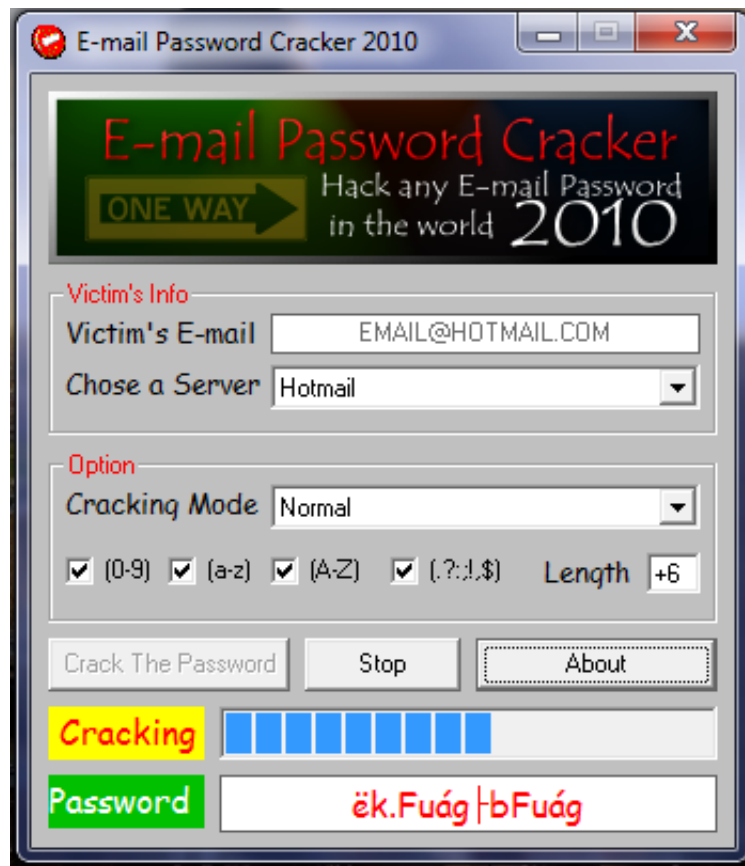 E-mail Password Cracker 2010
E-mail Password Cracker
ONE WAY
Hack any E-mail Password
in the world 2010
Victim's Info
Victim's E-mail
EMAIL@HOTMAIL.COM
Chose a Server
Hotmail
Option
Cracking Mode
Normal
(0-9) (a-z) (A-Z) (.?:;!,$) Length +6
Crack The Password Stop About
Cracking
Password
ëk.Fuág├bFuág